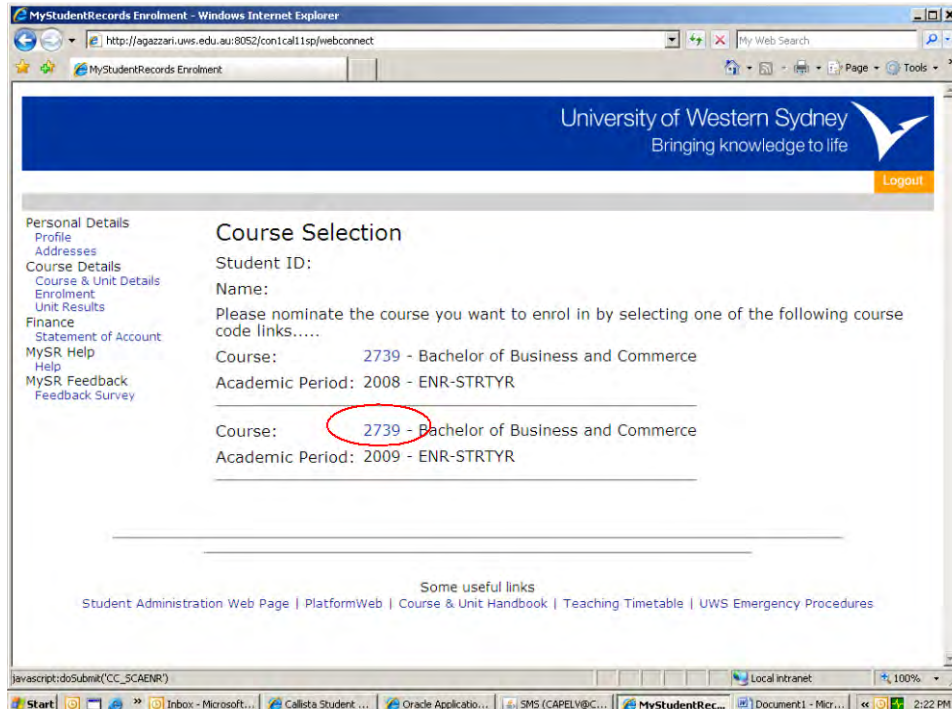 MyStudentRecords Enrolment - Windows Internet Explorer
http://agazzari.uws.edu.au:8052/con1cal11sp/webconnect
My Web Search
MyStudentRecords Enrolment
Page
Tools
University of Western Sydney
Bringing knowledge to life
Logout
Personal Details
Profile
Addresses
Course Details
Course & Unit Details
Enrolment
Unit Results
Finance
Statement of Account
MySR Help
Help
MySR Feedback
Feedback Survey
Course Selection
Student ID:
Name:
Please nominate the course you want to enrol in by selecting one of the following course
code links.....
Course: 2739 - Bachelor of Business and Commerce
Academic Period: 2008 - ENR-STRTYR
Course: 2739 - Bachelor of Business and Commerce
Academic Period: 2009 - ENR-STRTYR
Some useful links
Student Administration Web Page | PlatformWeb | Course & Unit Handbook | Teaching Timetable | UWS Emergency Procedures
javascript:doSubmit('CC_SCAENR')
Local intranet
100%
Start
Inbox - Microsoft...
Callista Student ...
Oracle Applicatio...
SMS (CAPELV@C...
MyStudentRec...
Document1 - Micr...
2:22 PM